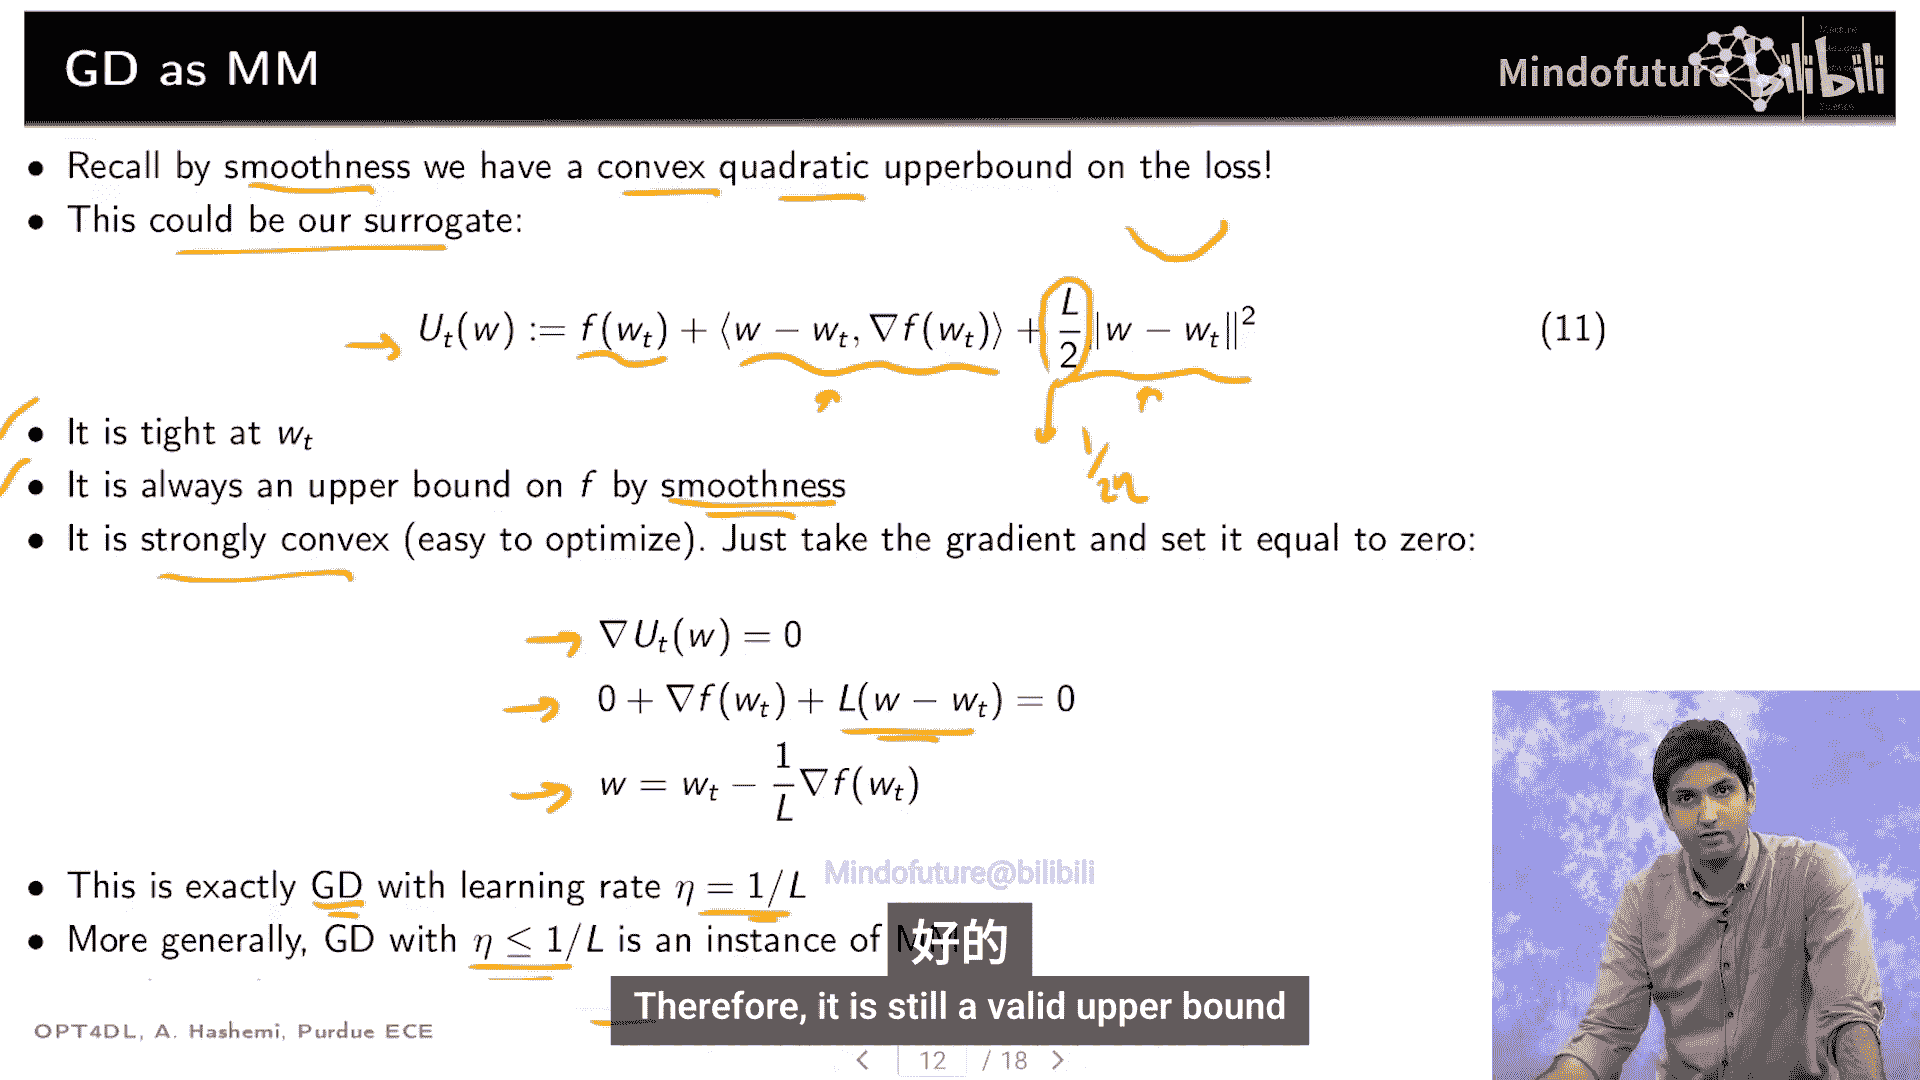 GD as MM
Mindofuture
bilibili
• Recall by smoothness we have a convex quadratic upperbound on the loss!
• This could be our surrogate:
U_t(w) := f(w_t) + ⟨w − w_t, ∇f(w_t)⟩ + L/2 ‖w − w_t‖² (11)
1/2η
• It is tight at w_t
• It is always an upper bound on f by smoothness
• It is strongly convex (easy to optimize). Just take the gradient and set it equal to zero:
∇U_t(w) = 0
0 + ∇f(w_t) + L(w − w_t) = 0
w = w_t − 1/L ∇f(w_t)
Mindofuture@bilibili
• This is exactly GD with learning rate η = 1/L
• More generally, GD with η ≤ 1/L is an instance of
好的
Therefore, it is still a valid upper bound
OPT4DL, A. Hashemi, Purdue ECE
12 / 18